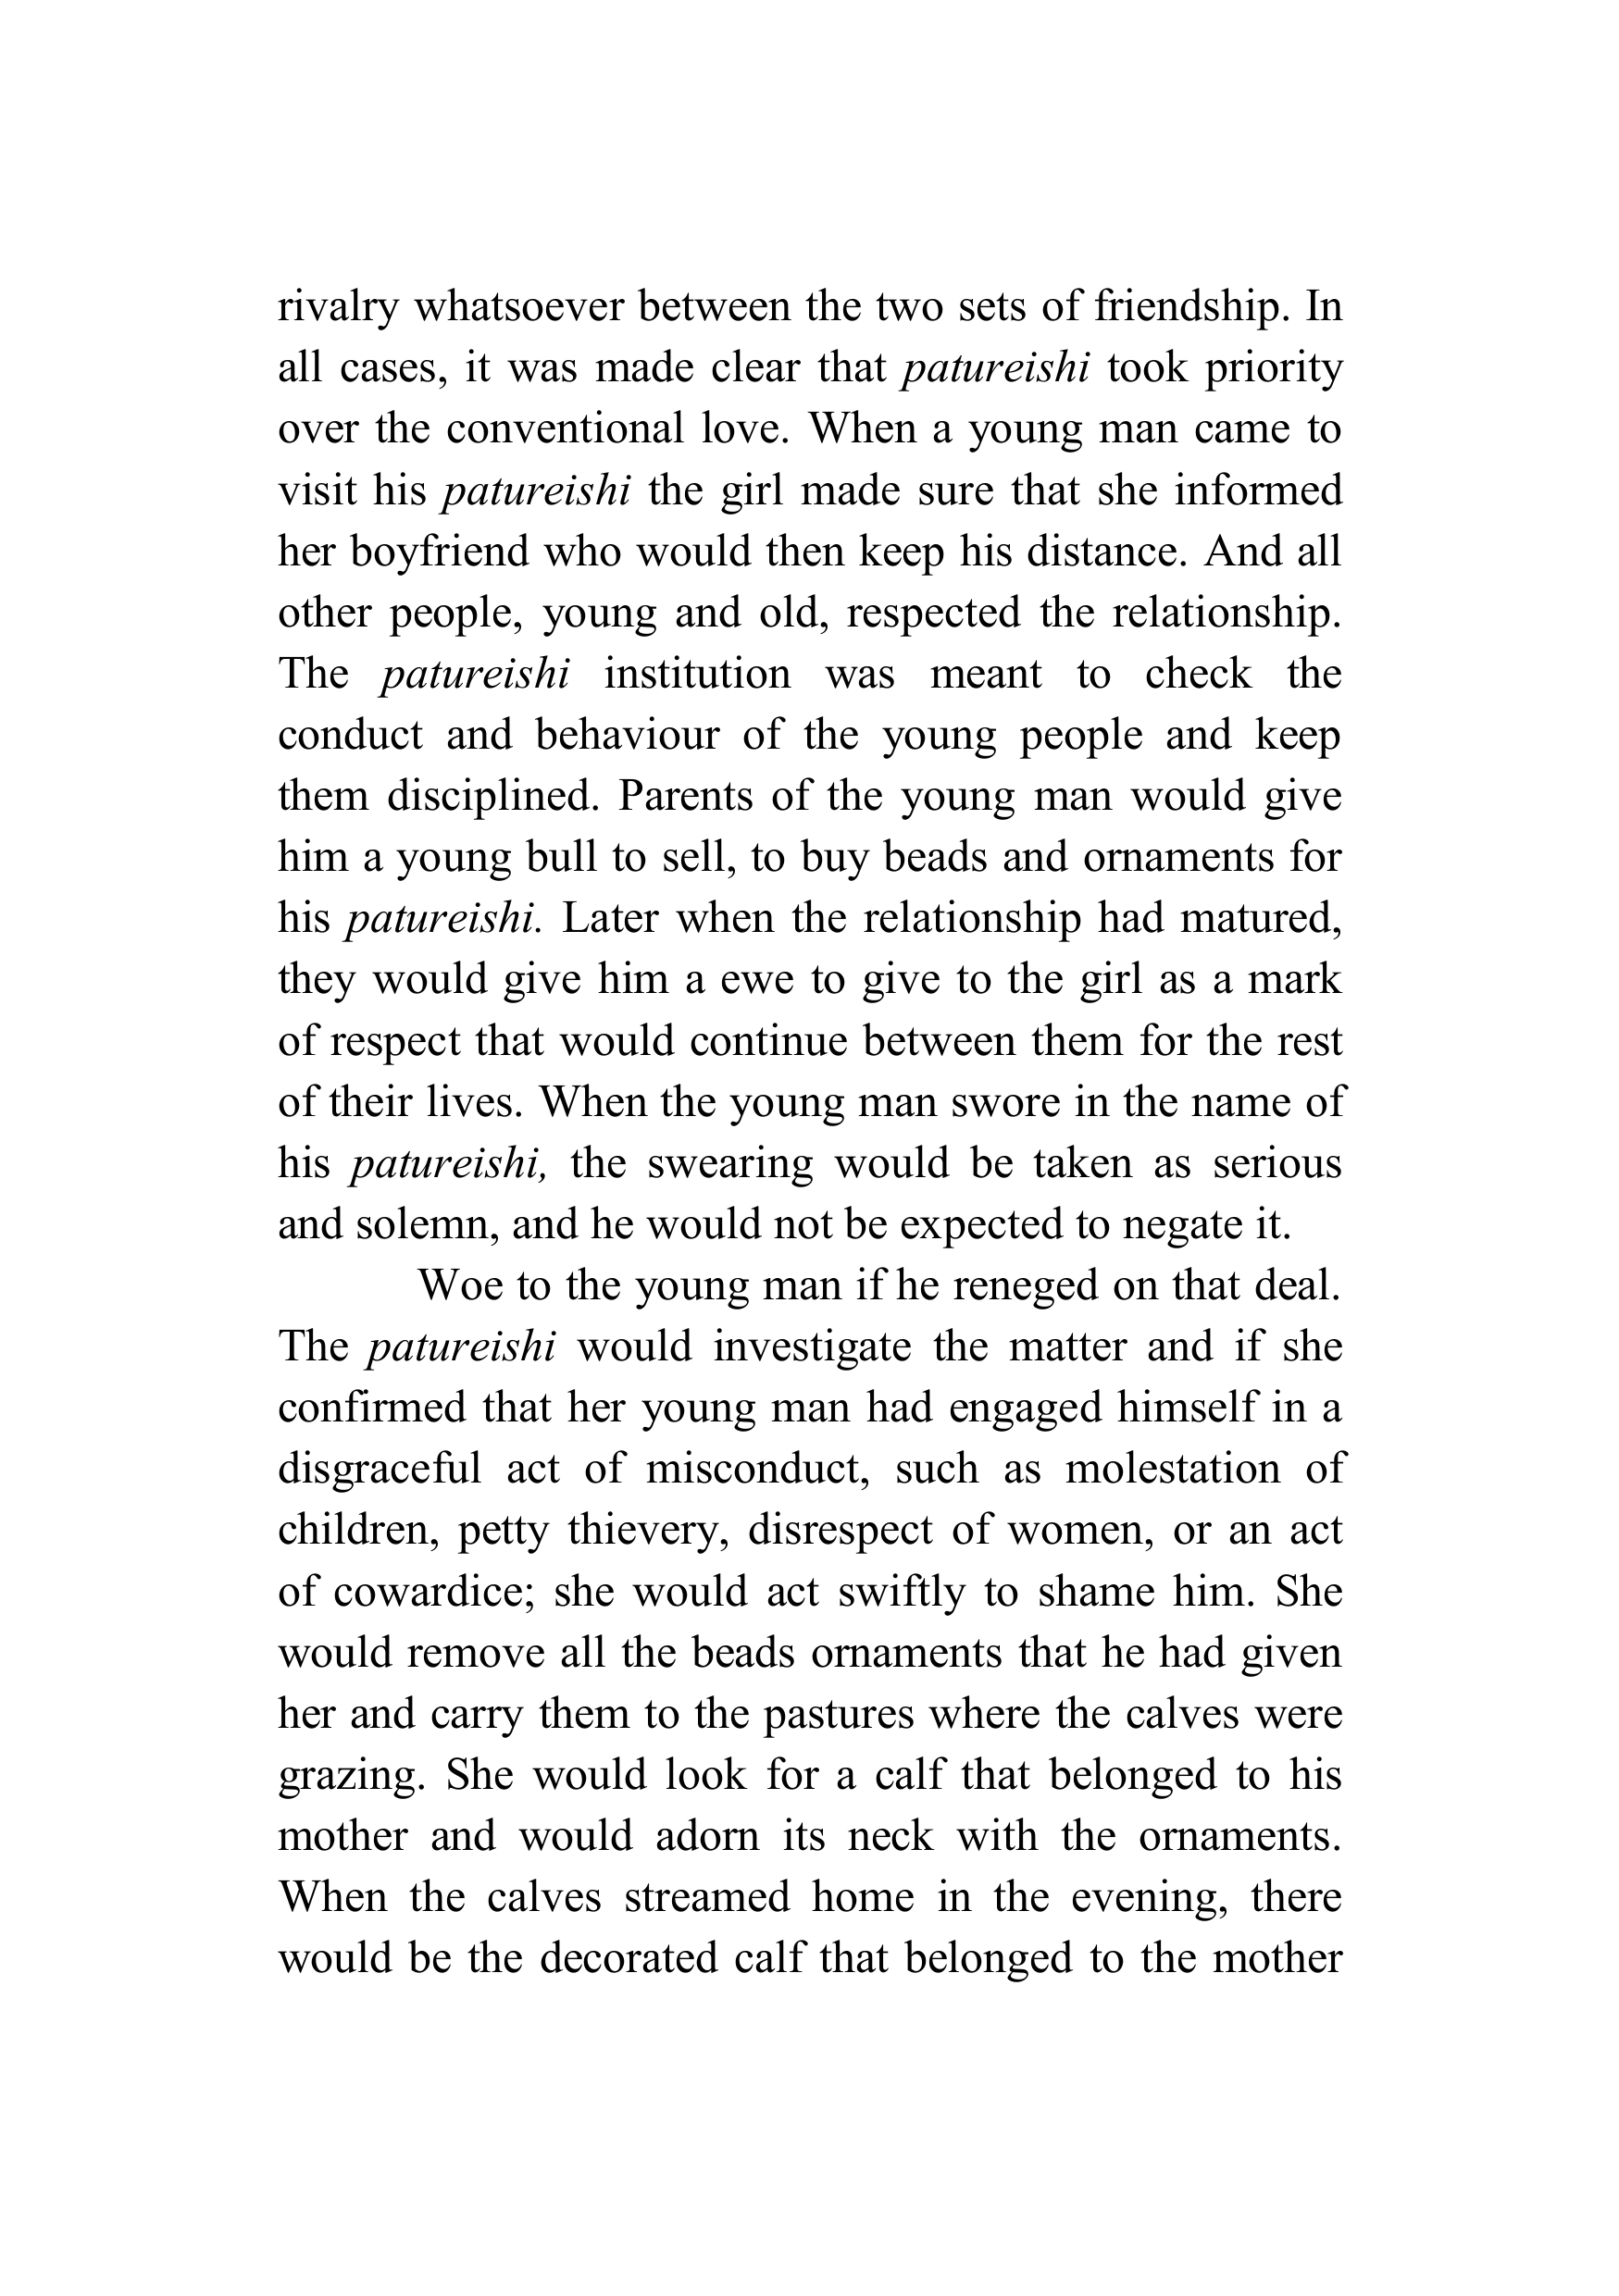 rivalry whatsoever between the two sets of friendship. In
all cases, it was made clear that patureishi took priority
over the conventional love. When a young man came to
visit his patureishi the girl made sure that she informed
her boyfriend who would then keep his distance. And all
other people, young and old, respected the relationship.
The patureishi institution was meant to check the
conduct and behaviour of the young people and keep
them disciplined. Parents of the young man would give
him a young bull to sell, to buy beads and ornaments for
his patureishi. Later when the relationship had matured,
they would give him a ewe to give to the girl as a mark
of respect that would continue between them for the rest
of their lives. When the young man swore in the name of
his patureishi, the swearing would be taken as serious
and solemn, and he would not be expected to negate it.
Woe to the young man if he reneged on that deal.
The patureishi would investigate the matter and if she
confirmed that her young man had engaged himself in a
disgraceful act of misconduct, such as molestation of
children, petty thievery, disrespect of women, or an act
of cowardice; she would act swiftly to shame him. She
would remove all the beads ornaments that he had given
her and carry them to the pastures where the calves were
grazing. She would look for a calf that belonged to his
mother and would adorn its neck with the ornaments.
When the calves streamed home in the evening, there
would be the decorated calf that belonged to the mother